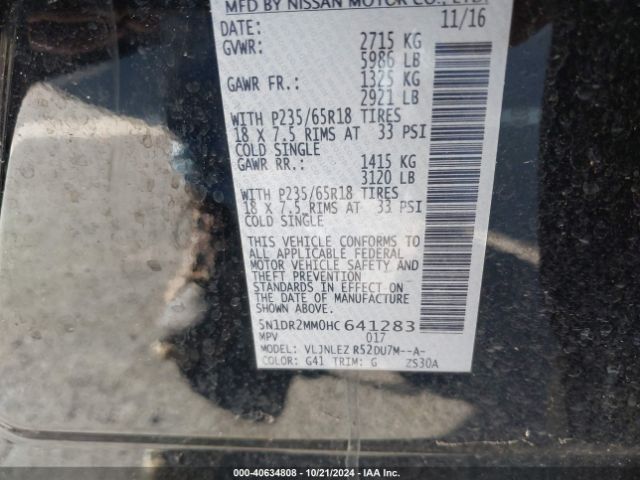 MFD BY NISSAN MOTOR CO., LTD.
DATE: 11/16
GVWR: 2715 KG
5986 LB
GAWR FR.: 1325 KG
2921 LB
WITH P235/65R18 TIRES
18 X 7.5 RIMS AT 33 PSI
COLD SINGLE
GAWR RR.: 1415 KG
3120 LB
WITH P235/65R18 TIRES
18 X 7.5 RIMS AT 33 PSI
COLD SINGLE
THIS VEHICLE CONFORMS TO
ALL APPLICABLE FEDERAL
MOTOR VEHICLE SAFETY AND
THEFT PREVENTION
STANDARDS IN EFFECT ON
THE DATE OF MANUFACTURE
SHOWN ABOVE.
5N1DR2MM0HC641283
MPV 017
MODEL: VLJNLEZ R52DU7M--A-
COLOR: G41 TRIM: G ZS30A
000-40634808 - 10/21/2024 - IAA Inc.